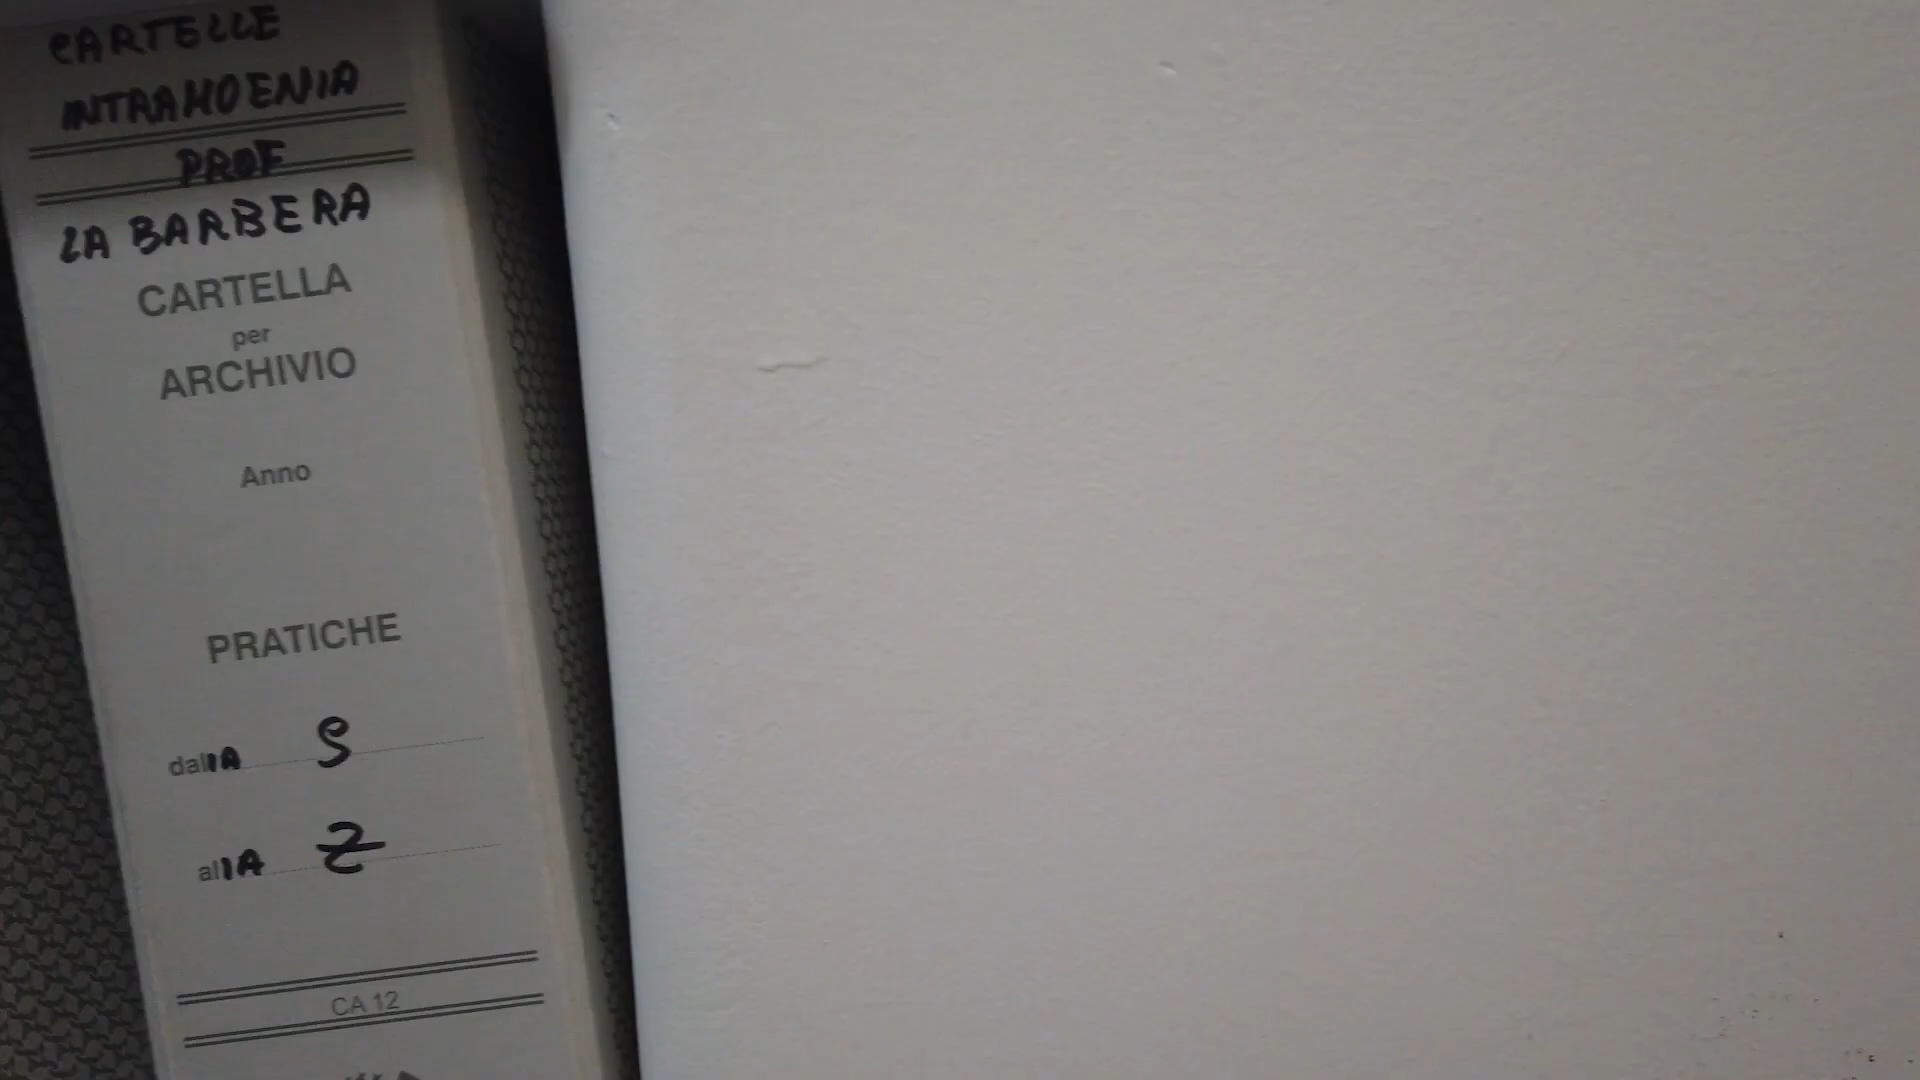 CARTELLE
INTRAMOENIA
PROF
LA BARBERA
CARTELLA
per
ARCHIVIO
Anno
PRATICHE
dallA S
allA Z
CA 12